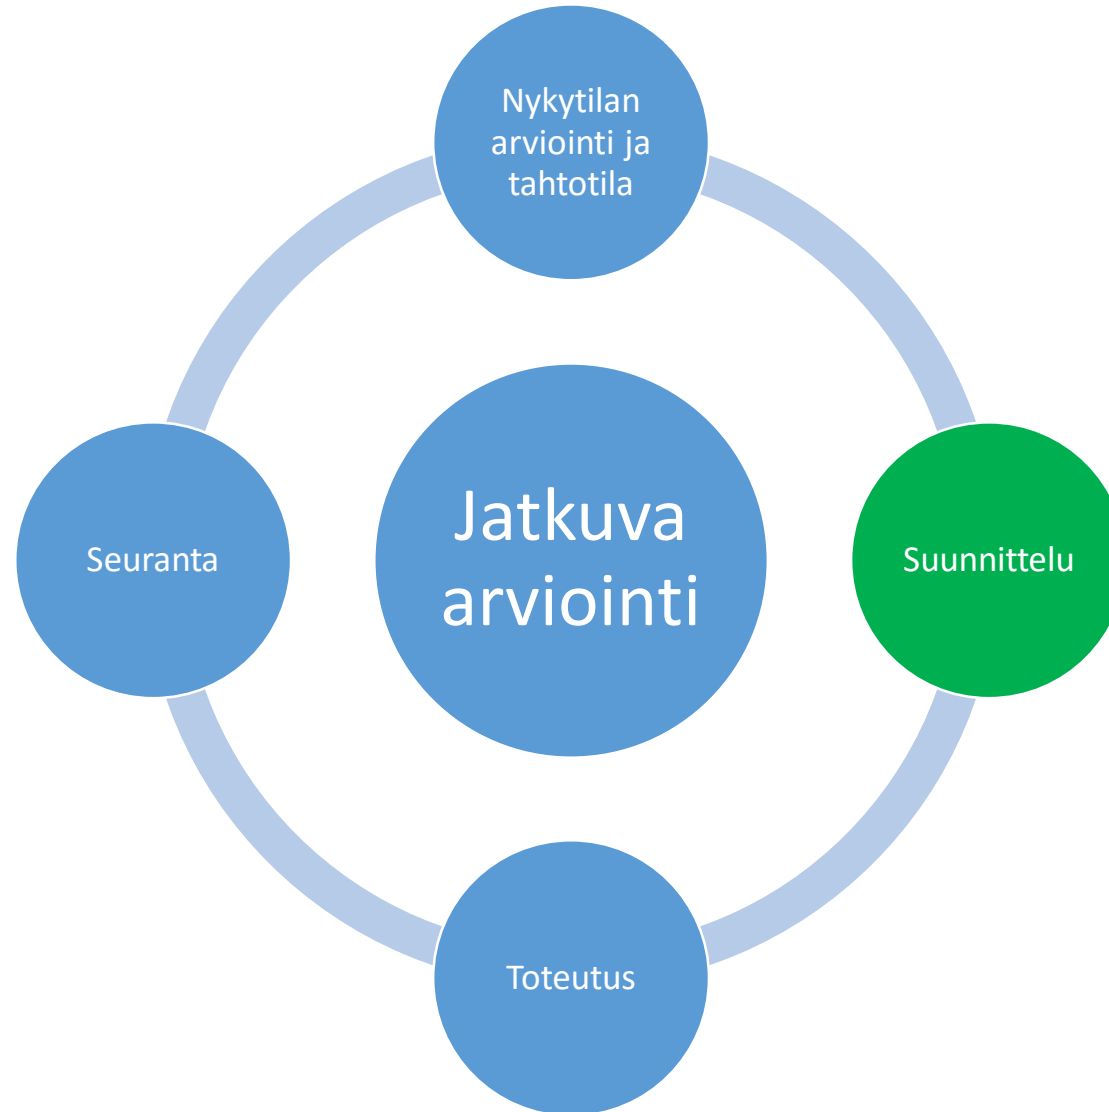 Nykytilan
arviointi ja
tahtotila
Seuranta
Jatkuva
arviointi
Suunnittelu
Toteutus